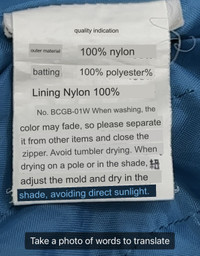 quality indication
outer material 100% nylon
batting 100% polyester%
Lining Nylon 100%
No. BCGB-01W When washing, the
color may fade, so please separate
it from other items and close the
zipper. Avoid tumbler drying. When
drying on a pole or in the shade,
adjust the mold and dry in the
shade, avoiding direct sunlight.
Take a photo of words to translate